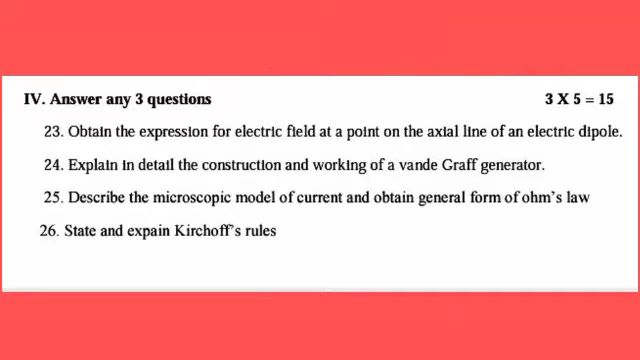 IV. Answer any 3 questions 3 X 5 = 15
23. Obtain the expression for electric field at a point on the axial line of an electric dipole.
24. Explain in detail the construction and working of a vande Graff generator.
25. Describe the microscopic model of current and obtain general form of ohm's law
26. State and expain Kirchoff's rules